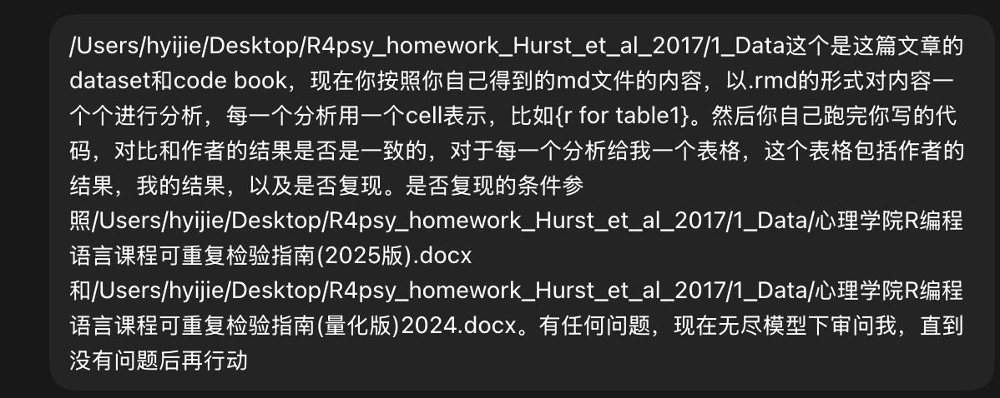 /Users/hyijie/Desktop/R4psy_homework_Hurst_et_al_2017/1_Data这个是这篇文章的
dataset和code book，现在你按照你自己得到的md文件的内容，以.rmd的形式对内容一
个个进行分析，每一个分析用一个cell表示，比如{r for table1}。然后你自己跑完你写的代
码，对比和作者的结果是否是一致的，对于每一个分析给我一个表格，这个表格包括作者的
结果，我的结果，以及是否复现。是否复现的条件参
照/Users/hyijie/Desktop/R4psy_homework_Hurst_et_al_2017/1_Data/心理学院R编程
语言课程可重复检验指南(2025版).docx
和/Users/hyijie/Desktop/R4psy_homework_Hurst_et_al_2017/1_Data/心理学院R编程
语言课程可重复检验指南(量化版)2024.docx。有任何问题，现在无尽模型下审问我，直到
没有问题后再行动